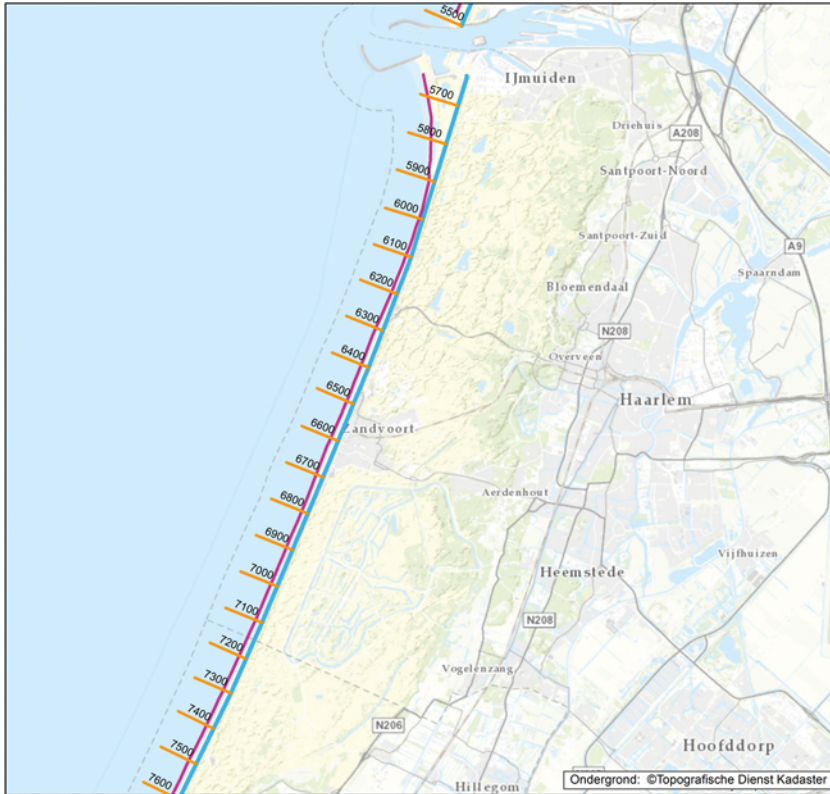 5500
IJmuiden
5700
Driehuis
5800
A208
5900
Santpoort-Noord
6000
6100
Santpoort-Zuid
A9
6200
Spaarndam
Bloemendaal
6300
N208
6400
Overveen
6500
Haarlem
6600
Zandvoort
6700
6800
Aerdenhout
6900
Vijfhuizen
7000
Heemstede
7100
N208
7200
Vogelenzang
7300
7400
N206
7500
Hoofddorp
7600
Hillegom
Ondergrond: ©Topografische Dienst Kadaster